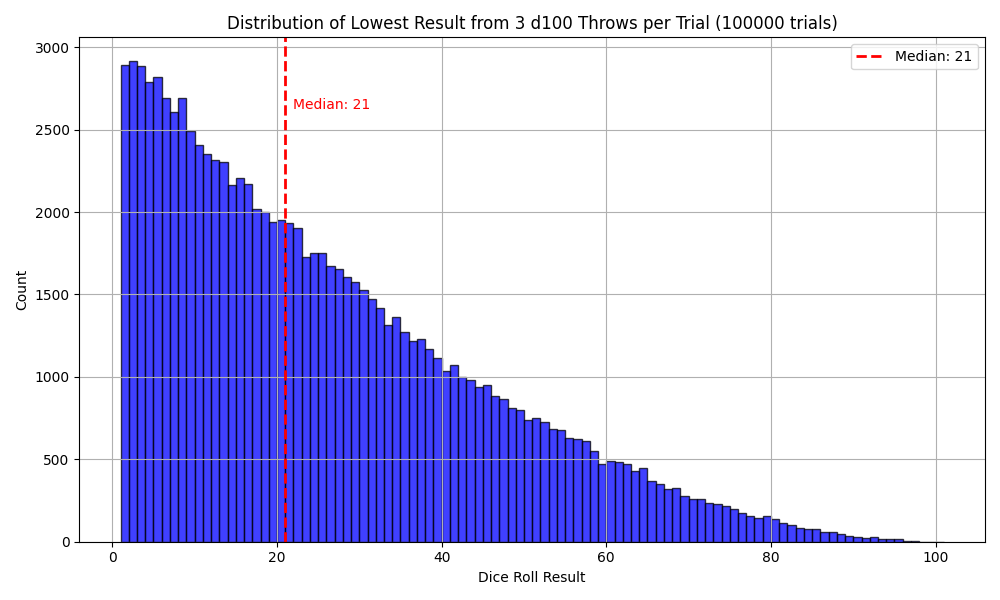 Distribution of Lowest Result from 3 d100 Throws per Trial (100000 trials)
Median: 21
Median: 21
3000
2500
2000
1500
1000
500
0
Count
0 20 40 60 80 100
Dice Roll Result